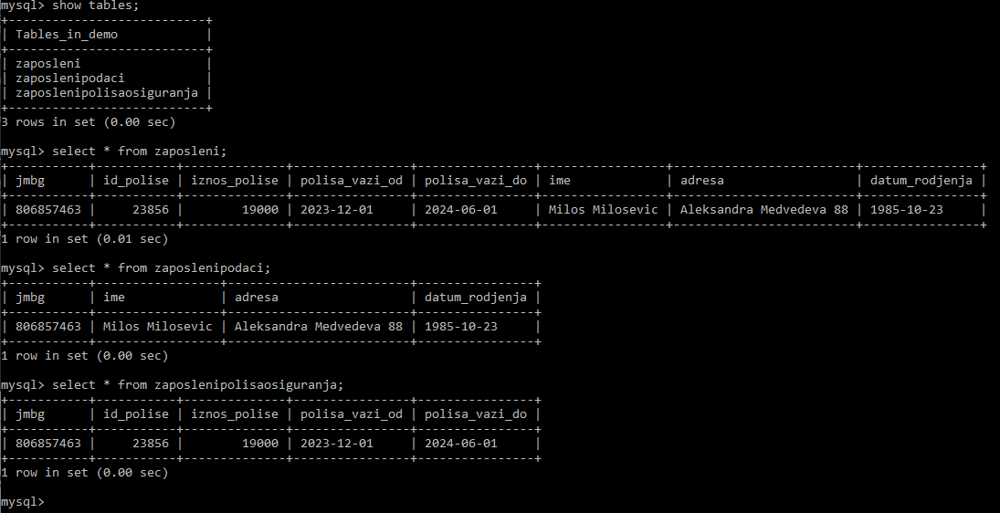 mysql> show tables;
+--------------------------+
| Tables_in_demo           |
+--------------------------+
| zaposleni                |
| zaposlenipodaci          |
| zaposlenipolisaosiguranja |
+--------------------------+
3 rows in set (0.00 sec)
mysql> select * from zaposleni;
+-----------+-----------+--------------+----------------+----------------+-----------------+-------------------------+----------------+
| jmbg      | id_polise | iznos_polise | polisa_vazi_od | polisa_vazi_do | ime             | adresa                  | datum_rodjenja |
+-----------+-----------+--------------+----------------+----------------+-----------------+-------------------------+----------------+
| 806857463 |     23856 |        19000 | 2023-12-01     | 2024-06-01     | Milos Milosevic | Aleksandra Medvedeva 88 | 1985-10-23     |
+-----------+-----------+--------------+----------------+----------------+-----------------+-------------------------+----------------+
1 row in set (0.01 sec)
mysql> select * from zaposlenipodaci;
+-----------+-----------------+-------------------------+----------------+
| jmbg      | ime             | adresa                  | datum_rodjenja |
+-----------+-----------------+-------------------------+----------------+
| 806857463 | Milos Milosevic | Aleksandra Medvedeva 88 | 1985-10-23     |
+-----------+-----------------+-------------------------+----------------+
1 row in set (0.00 sec)
mysql> select * from zaposlenipolisaosiguranja;
+-----------+-----------+--------------+----------------+----------------+
| jmbg      | id_polise | iznos_polise | polisa_vazi_od | polisa_vazi_do |
+-----------+-----------+--------------+----------------+----------------+
| 806857463 |     23856 |        19000 | 2023-12-01     | 2024-06-01     |
+-----------+-----------+--------------+----------------+----------------+
1 row in set (0.00 sec)
mysql>